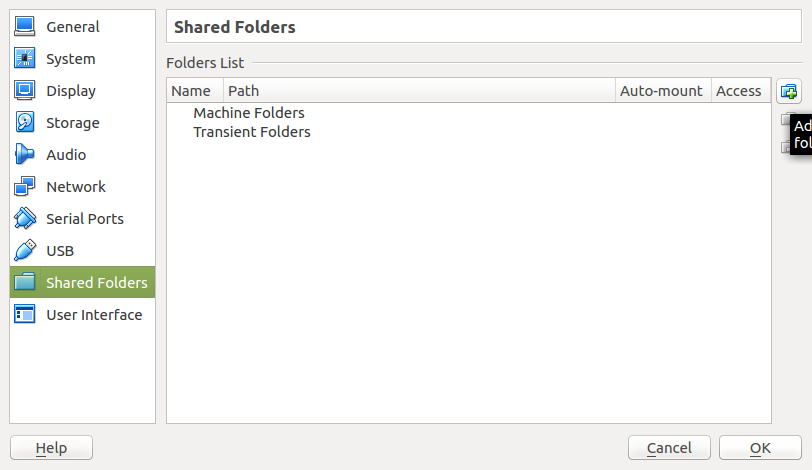 General
System
Display
Storage
Audio
Network
Serial Ports
USB
Shared Folders
User Interface
Shared Folders
Folders List
Name Path Auto-mount Access
Machine Folders
Transient Folders
Ad
fol
Help Cancel OK